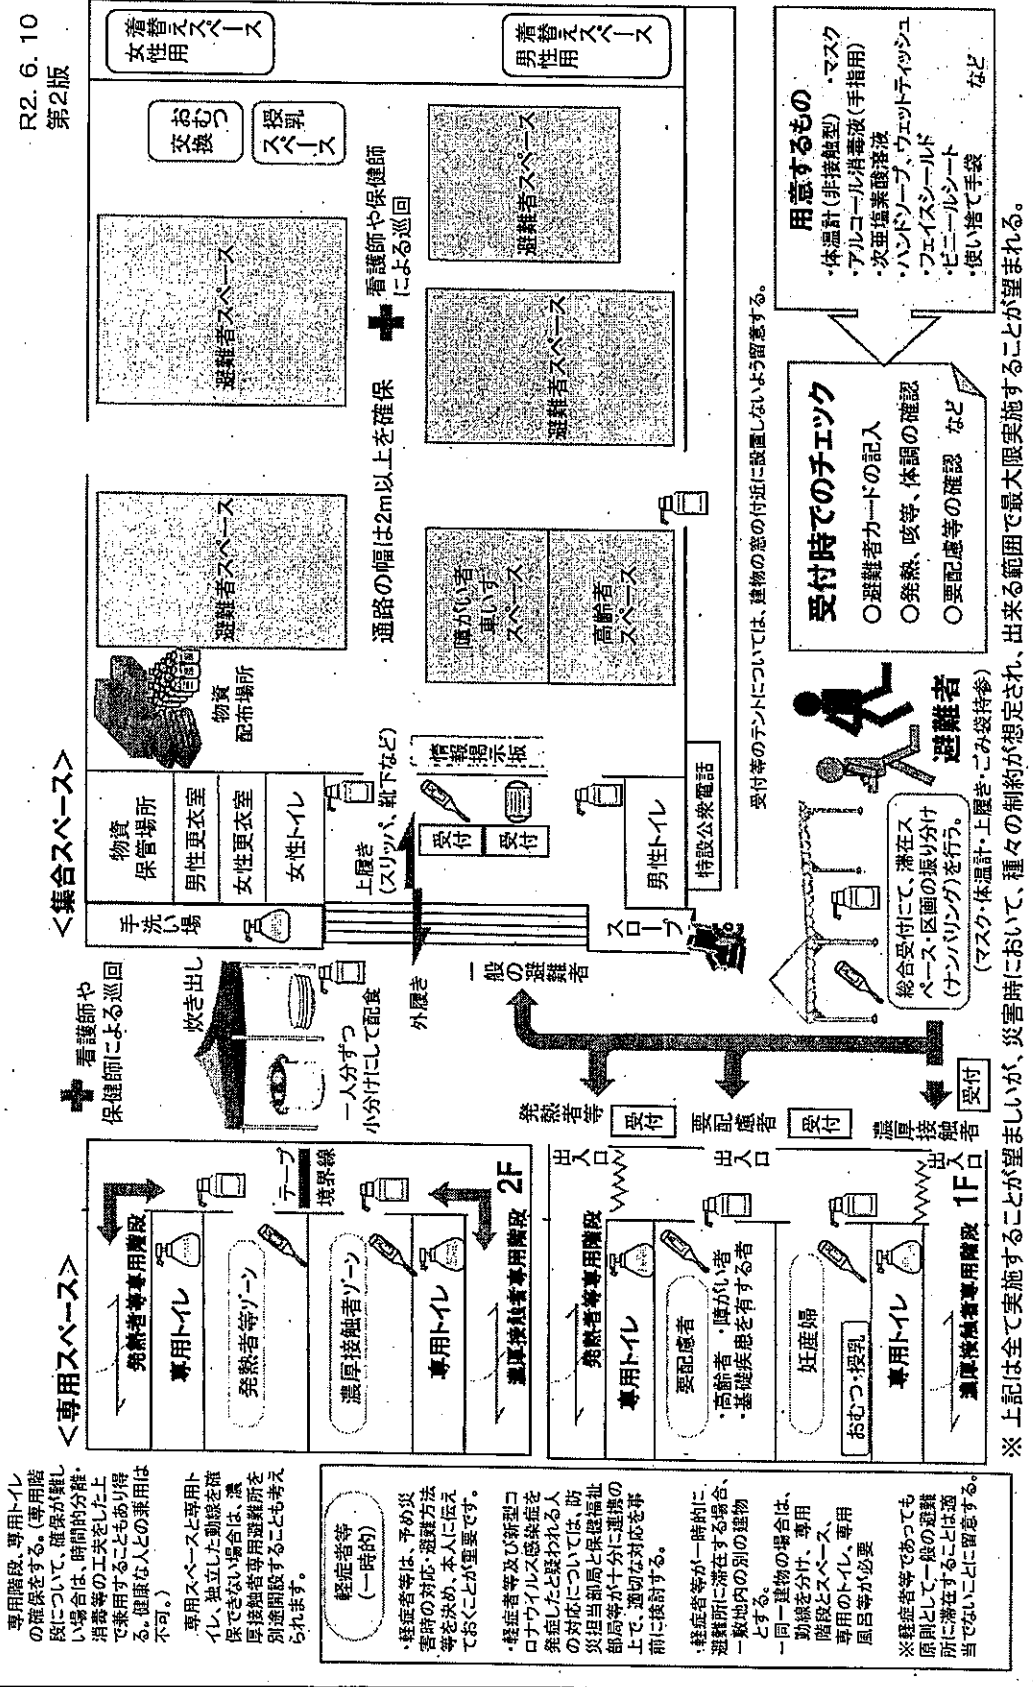 R2. 6. 10
第2版
専用階段、専用トイレ
の確保をする。（専用階
段について、確保が難し
い場合は、時間的分離・
消毒等の工夫をした上
で兼用することもあり得
る。健康な人との兼用は
不可。）
専用スペースと専用ト
イレ、独立した動線を確
保できない場合は、濃
厚接触者専用避難所を
別途開設することも考え
られます。
軽症者等
（一時的）
・軽症者等は、予め災
害時の対応・避難方法
等を決め、本人に伝え
ておくことが重要です。
・軽症者等及び新型コ
ロナウイルス感染症を
発症したと疑われる人
の対応については、防
災担当部局と保健福祉
部局等が十分に連携の
上で、適切な対応を事
前に検討する。
・軽症者等が一時的に、
避難所に滞在する場合、
一敷地内の別の建物
とする。
一同一建物の場合は、
動線を分け、専用
階段とスペース、
専用のトイレ、専用
風呂等が必要
※軽症者等であっても
原則として一般の避難
所に滞在することは適
当でないことに留意する。
＜専用スペース＞
発熱者等専用階段
専用トイレ
発熱者等ゾーン
テープ
境界線
濃厚接触者ゾーン
専用トイレ
濃厚接触者専用階段
2F
発熱者等専用階段
出入口
専用トイレ
要配慮者
・高齢者 ・障がい者
・基礎疾患を有する者
出入口
妊産婦
おむつ・授乳
専用トイレ
濃厚接触者専用階段
出入口
1F
看護師や
保健師による巡回
炊き出し
一人分ずつ
小分けにして配食
外履き
一般の避難者
発熱者等
受付
要配慮者
受付
濃厚接触者
受付
＜集合スペース＞
手洗い場
物資
保管場所
男性更衣室
女性更衣室
女性トイレ
上履き
（スリッパ、靴下など）
受付
受付
情報掲示板
男性トイレ
スロープ
特設公衆電話
物資
配布場所
避難者スペース
避難者スペース
通路の幅は2m以上を確保
看護師や保健師
による巡回
障がい者
車いす
スペース
高齢者
スペース
避難者スペース
避難者スペース
おむつ
交換
授乳
スペース
女性用
着替えスペース
男性用
着替えスペース
受付等のテントについては、建物の窓の付近に設置しないよう留意する。
総合受付にて、滞在ス
ペース・区画の振り分け
（ナンバリング）を行う。
避難者
（マスク・体温計・上履き・ごみ袋持参）
受付時でのチェック
○避難者カードの記入
○発熱、咳等、体調の確認
○要配慮等の確認 など
用意するもの
・体温計（非接触型） ・マスク
・アルコール消毒液（手指用）
・次亜塩素酸溶液
・ハンドソープ、ウェットティッシュ
・フェイスシールド
・ビニールシート
・使い捨て手袋 など
※ 上記は全て実施することが望ましいが、災害時において、種々の制約が想定され、出来る範囲で最大限実施することが望まれる。